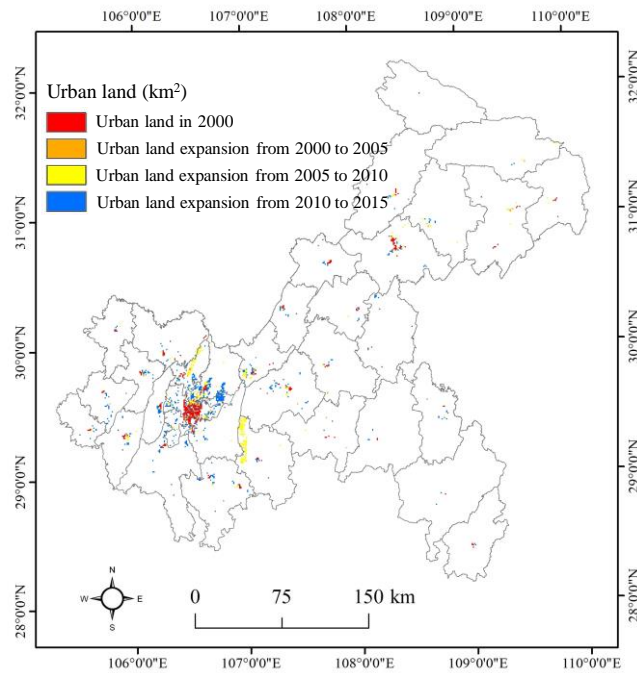 106°0'0"E 107°0'0"E 108°0'0"E 109°0'0"E 110°0'0"E
Urban land (km²)
Urban land in 2000
Urban land expansion from 2000 to 2005
Urban land expansion from 2005 to 2010
Urban land expansion from 2010 to 2015
32°0'0"N
31°0'0"N
30°0'0"N
29°0'0"N
28°0'0"N
32°0'0"N
31°0'0"N
30°0'0"N
29°0'0"N
28°0'0"N
N
W E
S
0 75 150 km
106°0'0"E 107°0'0"E 108°0'0"E 109°0'0"E 110°0'0"E